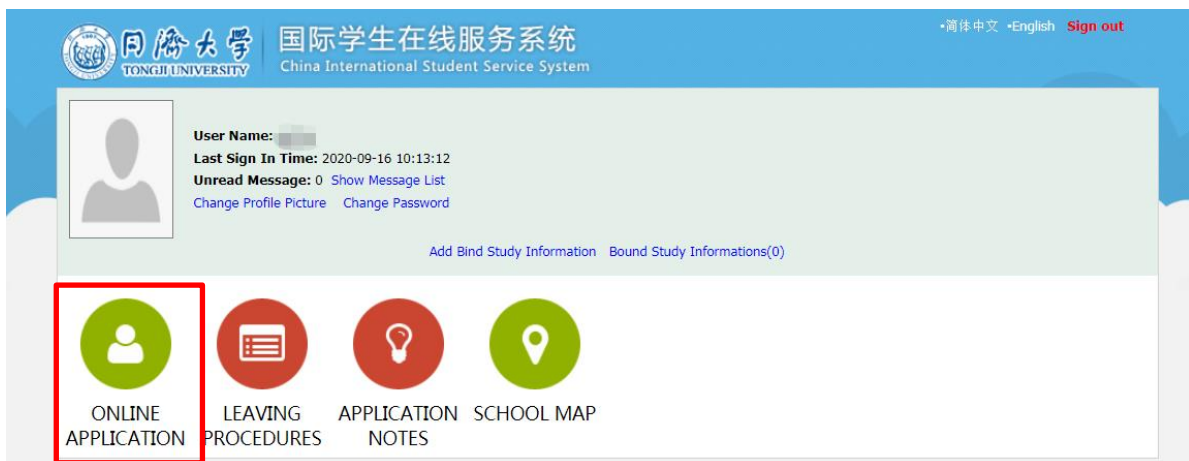 •简体中文 •English Sign out
同濟大學
TONGJI UNIVERSITY
国际学生在线服务系统
China International Student Service System
User Name:
Last Sign In Time: 2020-09-16 10:13:12
Unread Message: 0 Show Message List
Change Profile Picture Change Password
Add Bind Study Information Bound Study Informations(0)
ONLINE
APPLICATION
LEAVING
PROCEDURES
APPLICATION
NOTES
SCHOOL MAP